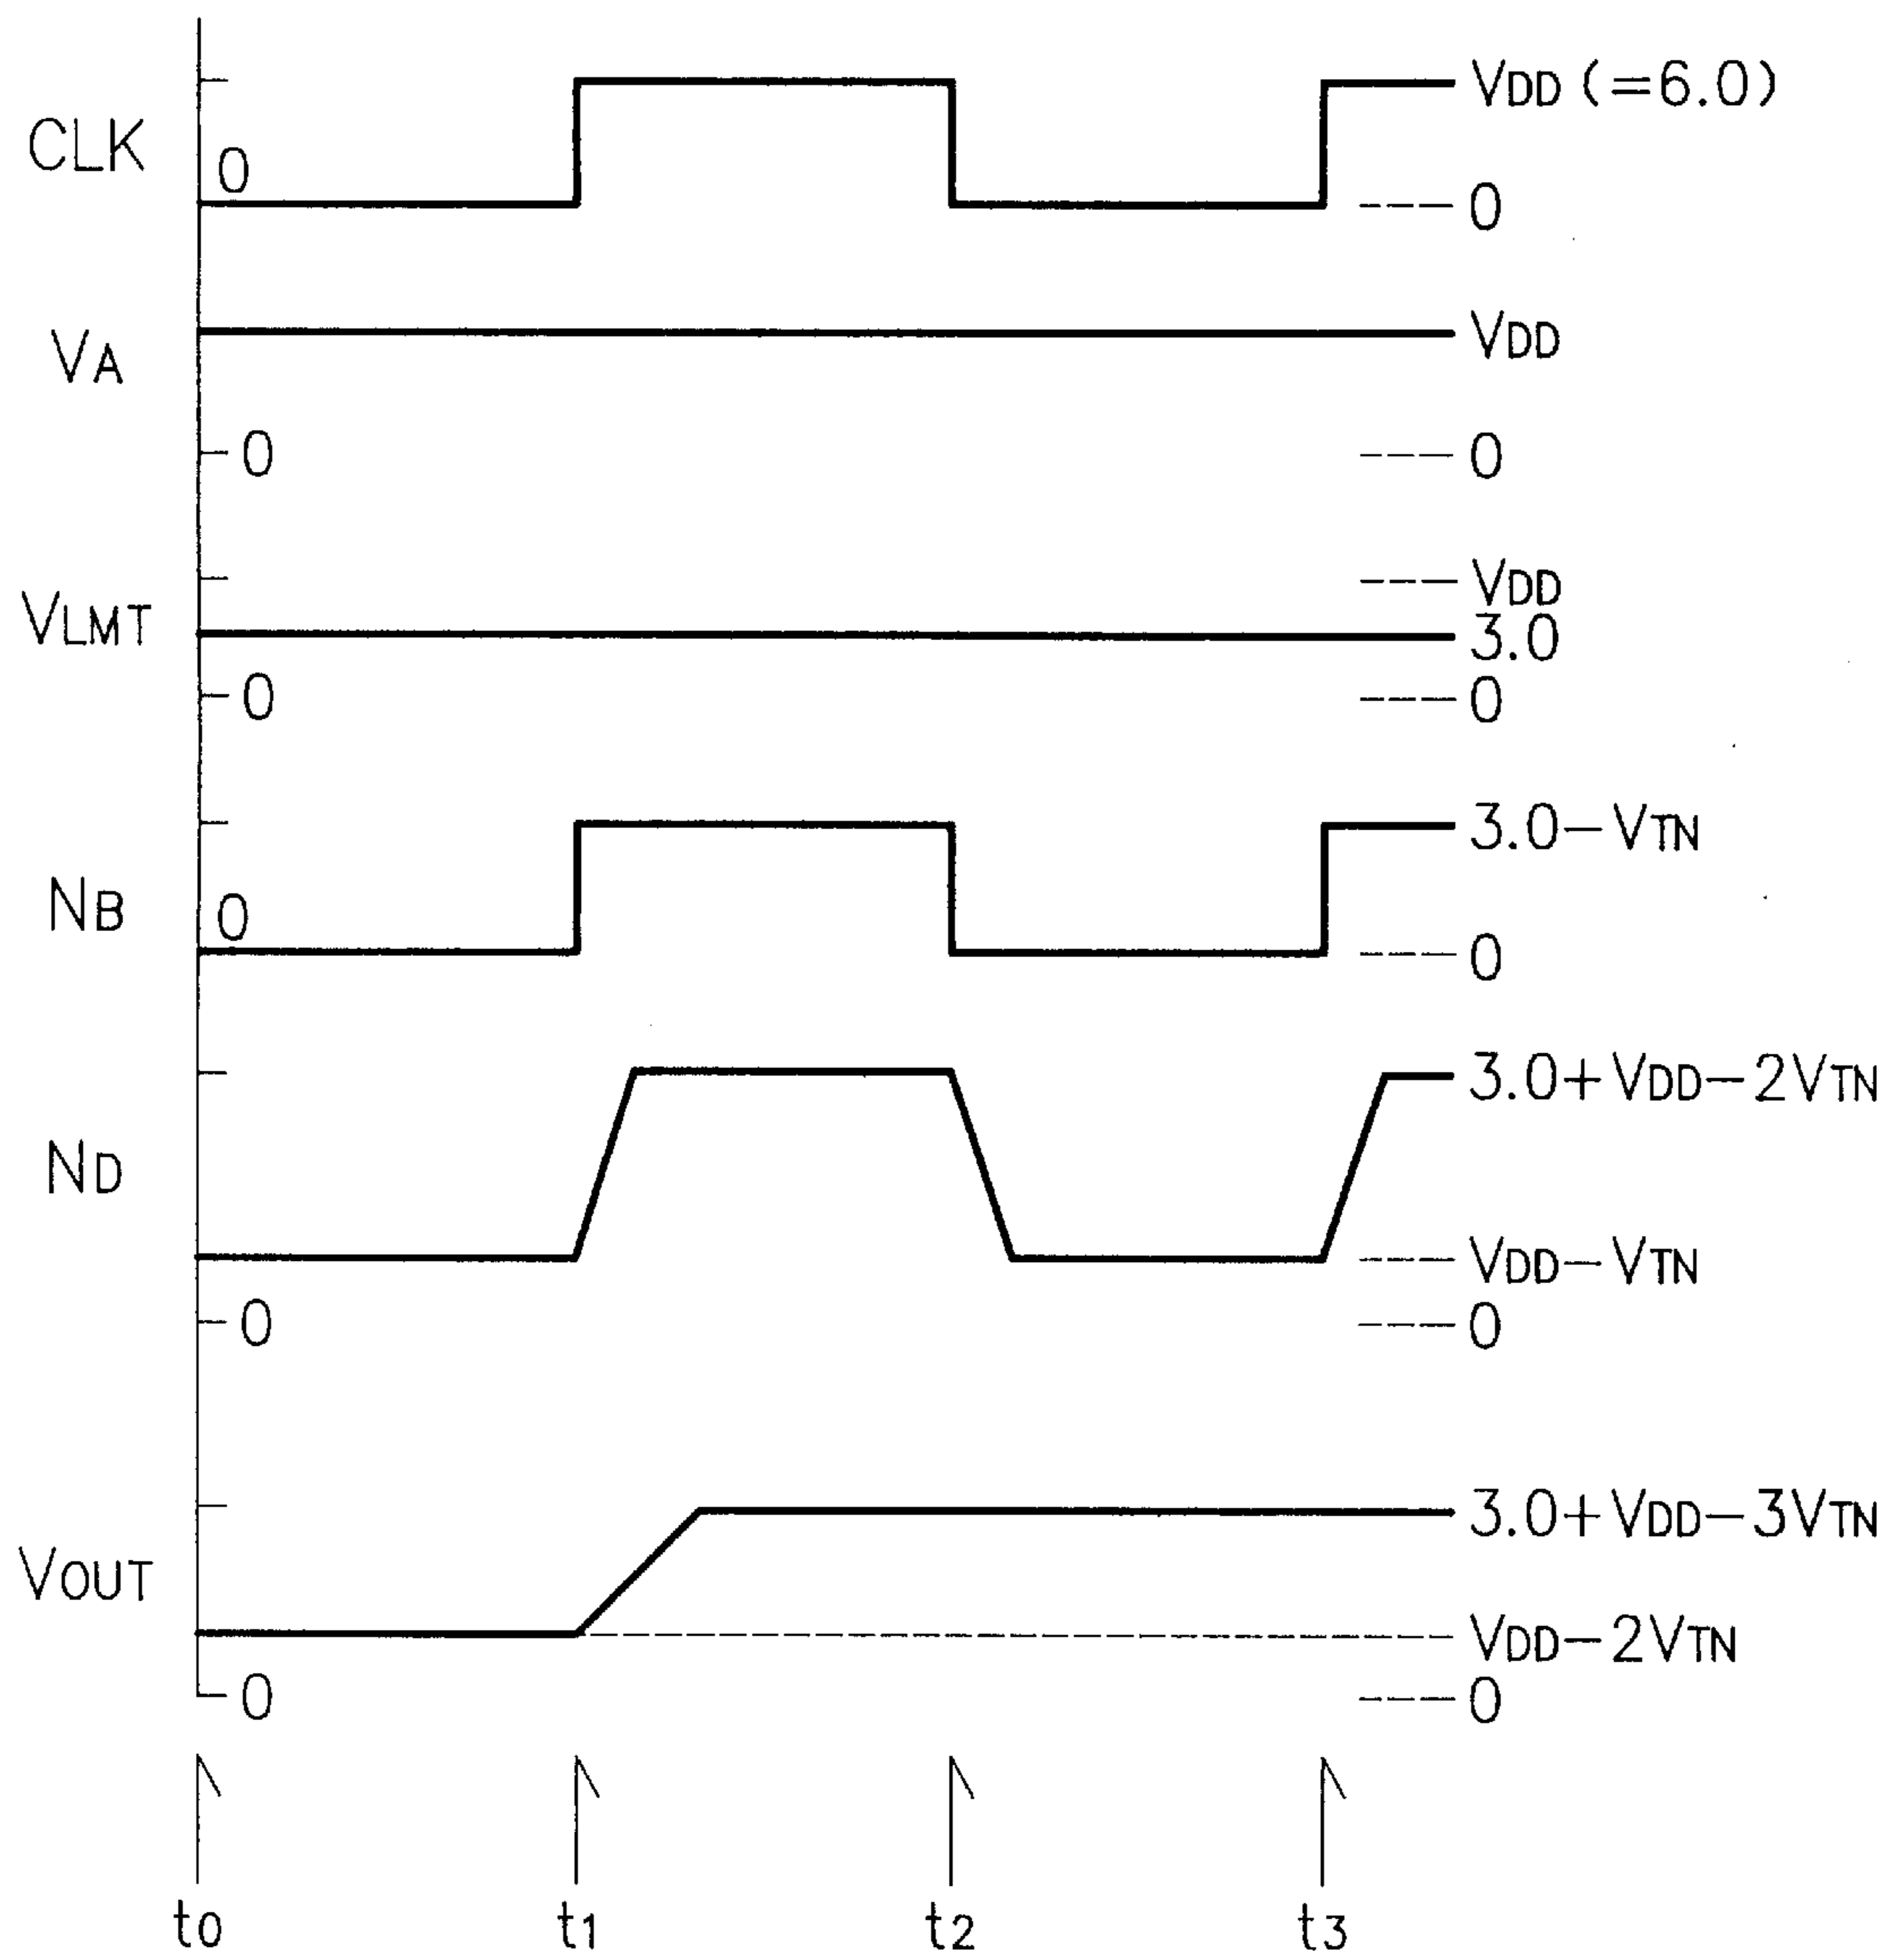 CLK
0
VDD (=6.0)
0
VA
0
VDD
0
VLMT
0
VDD
3.0
0
NB
0
3.0-VTN
0
ND
0
3.0+VDD-2VTN
VDD-VTN
0
VOUT
0
3.0+VDD-3VTN
VDD-2VTN
0
t0 t1 t2 t3